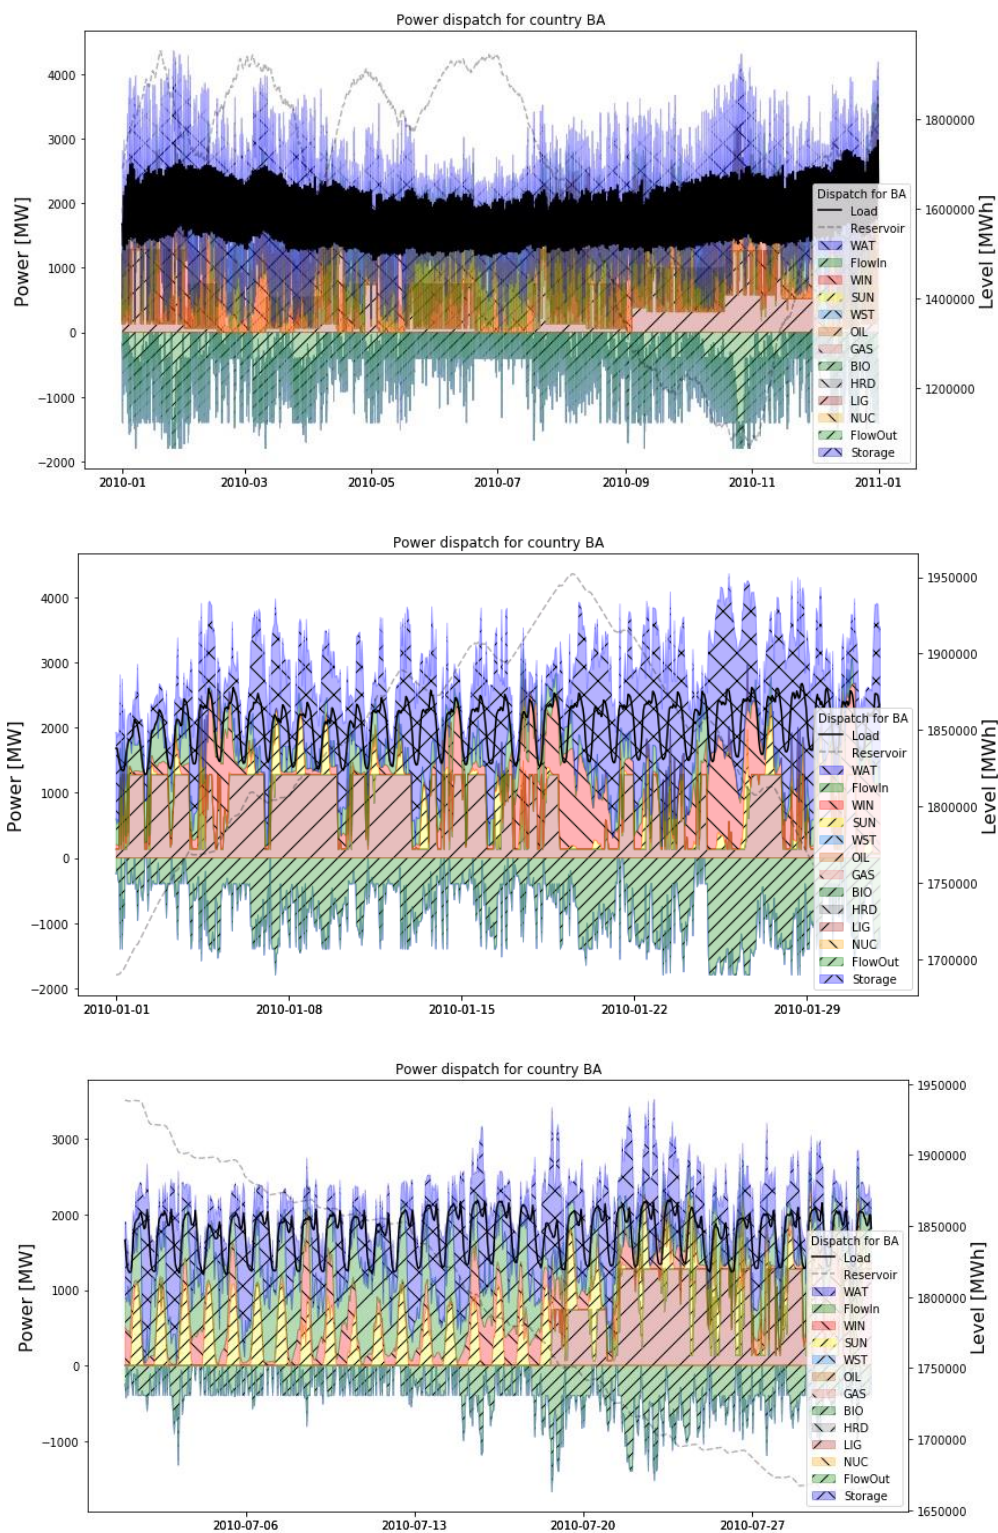 Power dispatch for country BA
4000
3000
2000
1000
0
−1000
−2000
Power [MW]
1800000
1600000
1400000
1200000
Level [MWh]
Dispatch for BA
Load
Reservoir
WAT
FlowIn
WIN
SUN
WST
OIL
GAS
BIO
HRD
LIG
NUC
FlowOut
Storage
2010-01 2010-03 2010-05 2010-07 2010-09 2010-11 2011-01
Power dispatch for country BA
4000
3000
2000
1000
0
−1000
−2000
Power [MW]
1950000
1900000
1850000
1800000
1750000
1700000
Level [MWh]
Dispatch for BA
Load
Reservoir
WAT
FlowIn
WIN
SUN
WST
OIL
GAS
BIO
HRD
LIG
NUC
FlowOut
Storage
2010-01-01 2010-01-08 2010-01-15 2010-01-22 2010-01-29
Power dispatch for country BA
3000
2000
1000
0
−1000
Power [MW]
1950000
1900000
1850000
1800000
1750000
1700000
1650000
Level [MWh]
Dispatch for BA
Load
Reservoir
WAT
FlowIn
WIN
SUN
WST
OIL
GAS
BIO
HRD
LIG
NUC
FlowOut
Storage
2010-07-06 2010-07-13 2010-07-20 2010-07-27